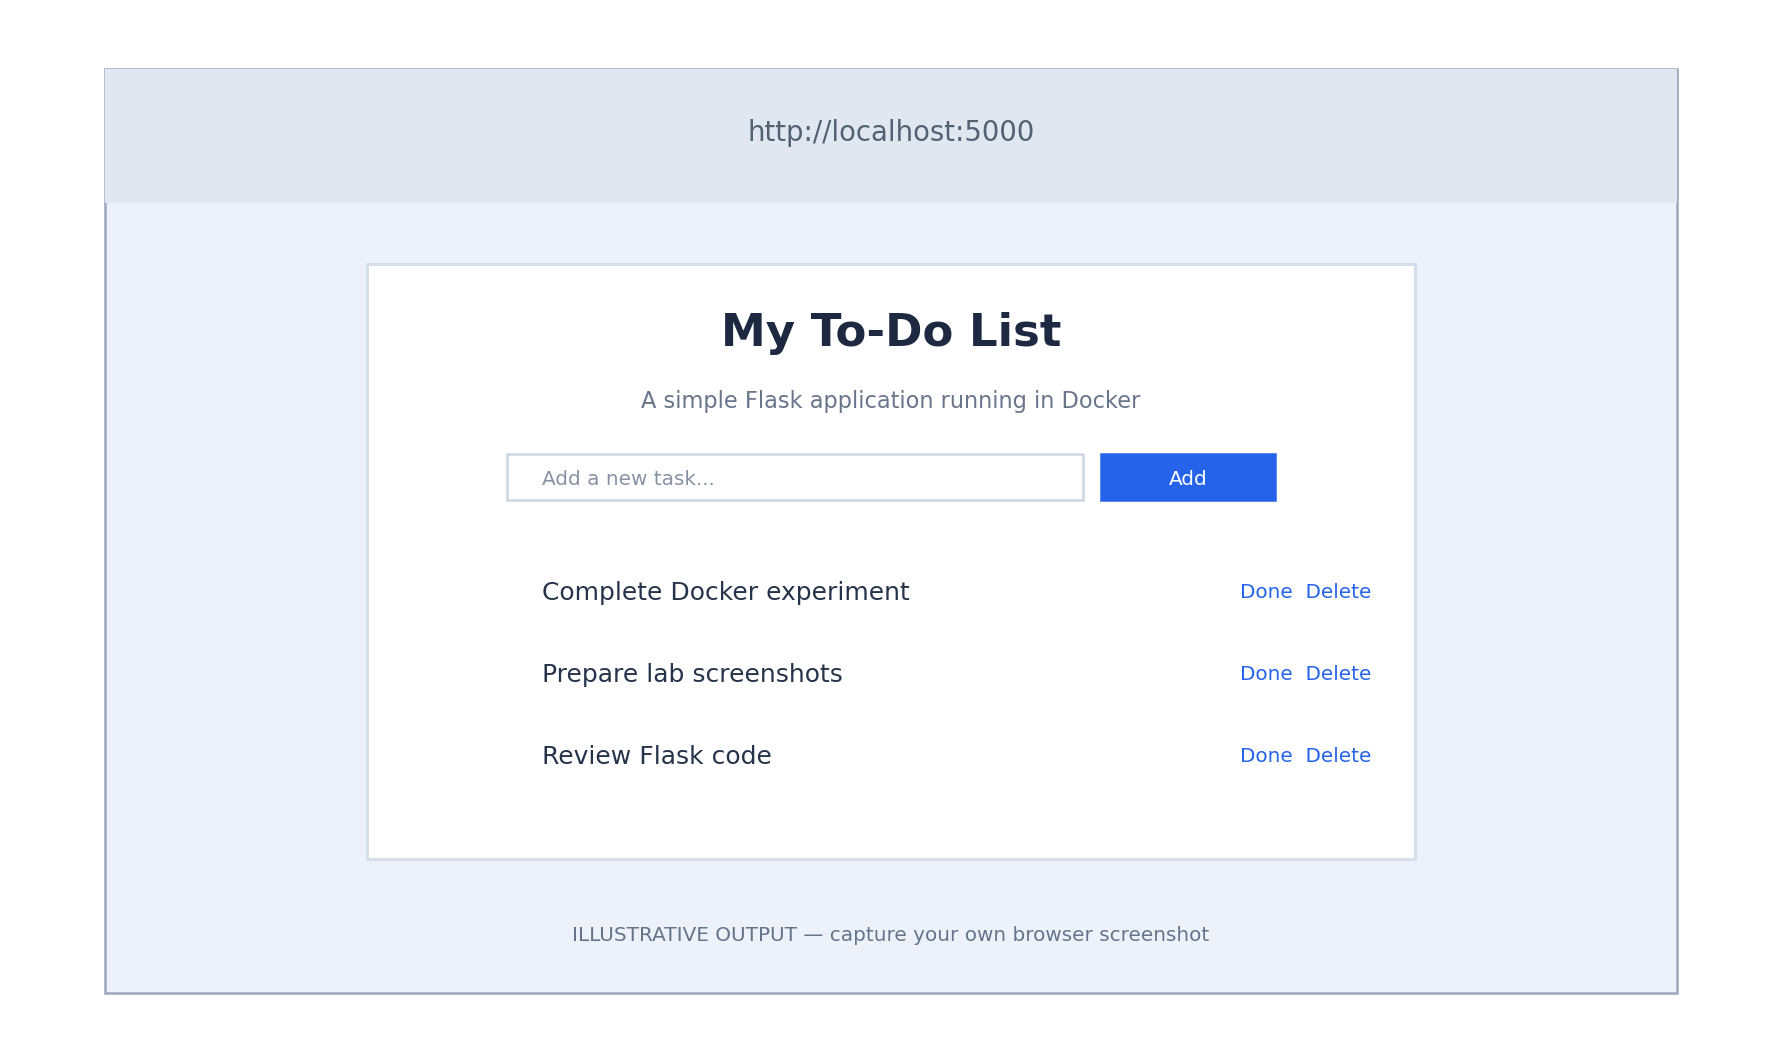 http://localhost:5000
My To-Do List
A simple Flask application running in Docker
Add a new task... Add
Complete Docker experiment Done Delete
Prepare lab screenshots Done Delete
Review Flask code Done Delete
ILLUSTRATIVE OUTPUT — capture your own browser screenshot